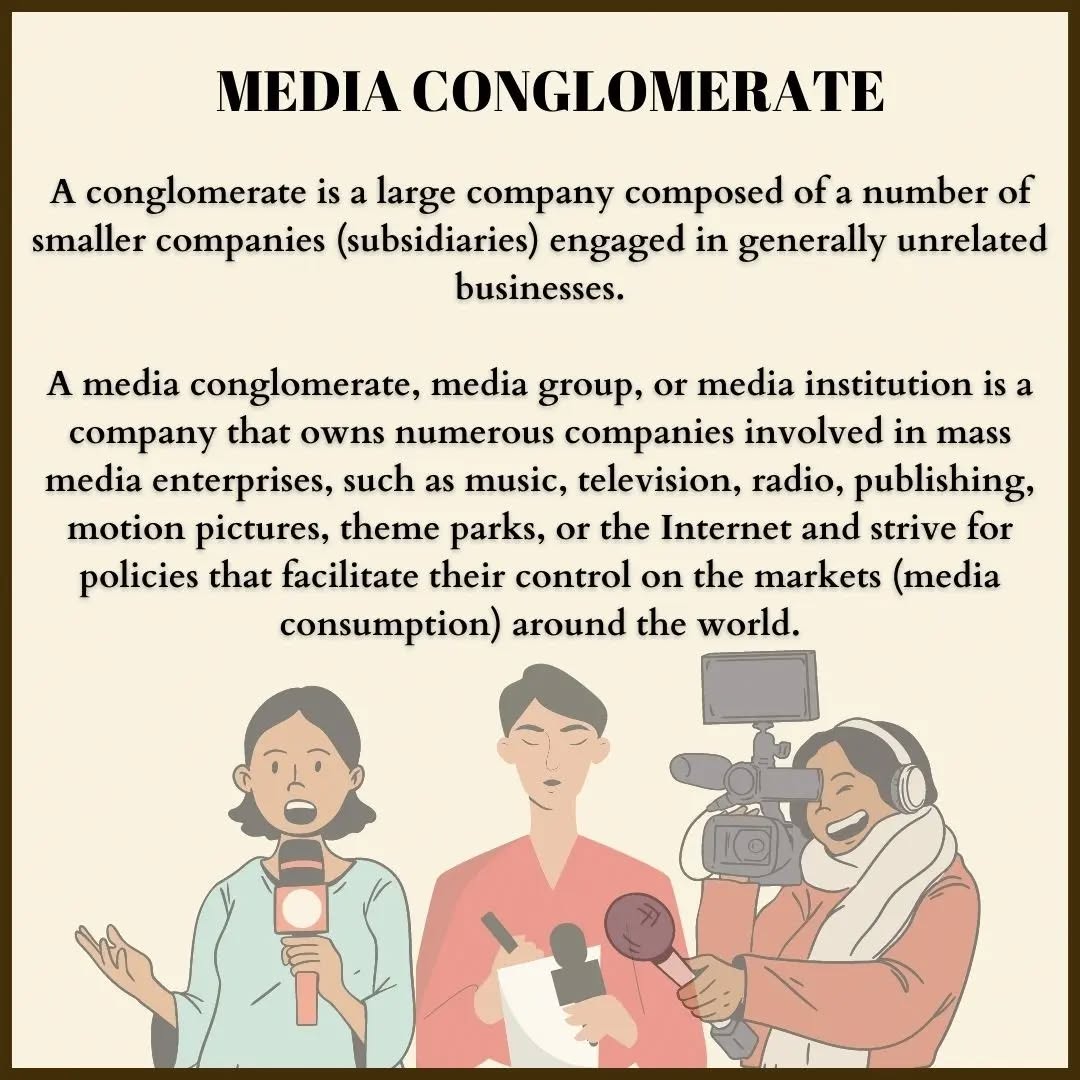 MEDIA CONGLOMERATE
A conglomerate is a large company composed of a number of
smaller companies (subsidiaries) engaged in generally unrelated
businesses.
A media conglomerate, media group, or media institution is a
company that owns numerous companies involved in mass
media enterprises, such as music, television, radio, publishing,
motion pictures, theme parks, or the Internet and strive for
policies that facilitate their control on the markets (media
consumption) around the world.